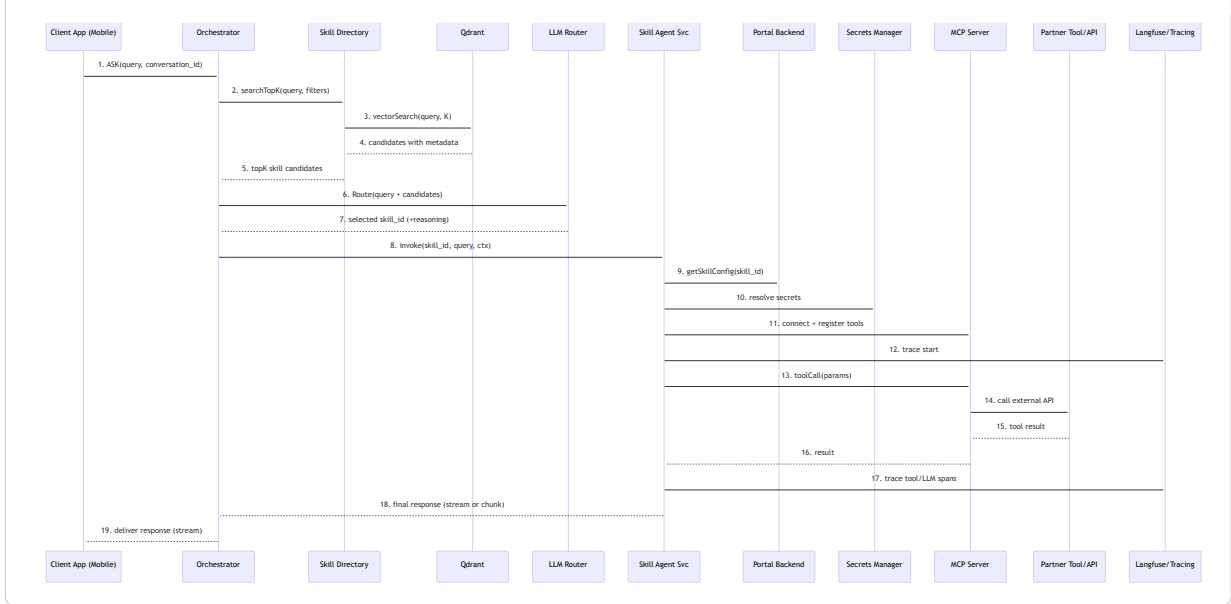 Client App (Mobile)
Orchestrator
Skill Directory
Qdrant
LLM Router
Skill Agent Svc
Portal Backend
Secrets Manager
MCP Server
Partner Tool/API
Langfuse/Tracing
1. ASK(query, conversation_id)
2. searchTopK(query, filters)
3. vectorSearch(query, K)
4. candidates with metadata
5. topK skill candidates
6. Route(query + candidates)
7. selected skill_id (+reasoning)
8. invoke(skill_id, query, ctx)
9. getSkillConfig(skill_id)
10. resolve secrets
11. connect + register tools
12. trace start
13. toolCall(params)
14. call external API
15. tool result
16. result
17. trace tool/LLM spans
18. final response (stream or chunk)
19. deliver response (stream)
Client App (Mobile)
Orchestrator
Skill Directory
Qdrant
LLM Router
Skill Agent Svc
Portal Backend
Secrets Manager
MCP Server
Partner Tool/API
Langfuse/Tracing